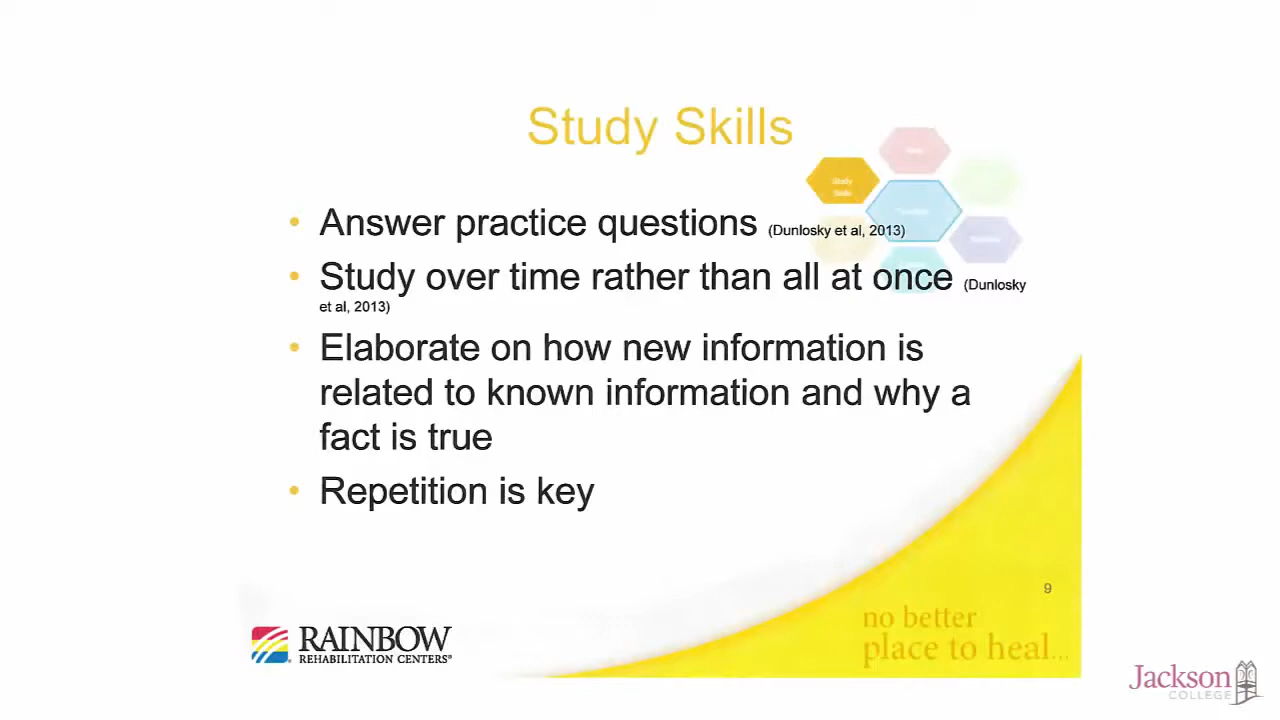 Study Skills
Study
Skills
• Answer practice questions (Dunlosky et al, 2013)
• Study over time rather than all at once (Dunlosky
et al, 2013)
• Elaborate on how new information is
related to known information and why a
fact is true
• Repetition is key
9
no better
place to heal...
RAINBOW
REHABILITATION CENTERS®
Jackson
COLLEGE